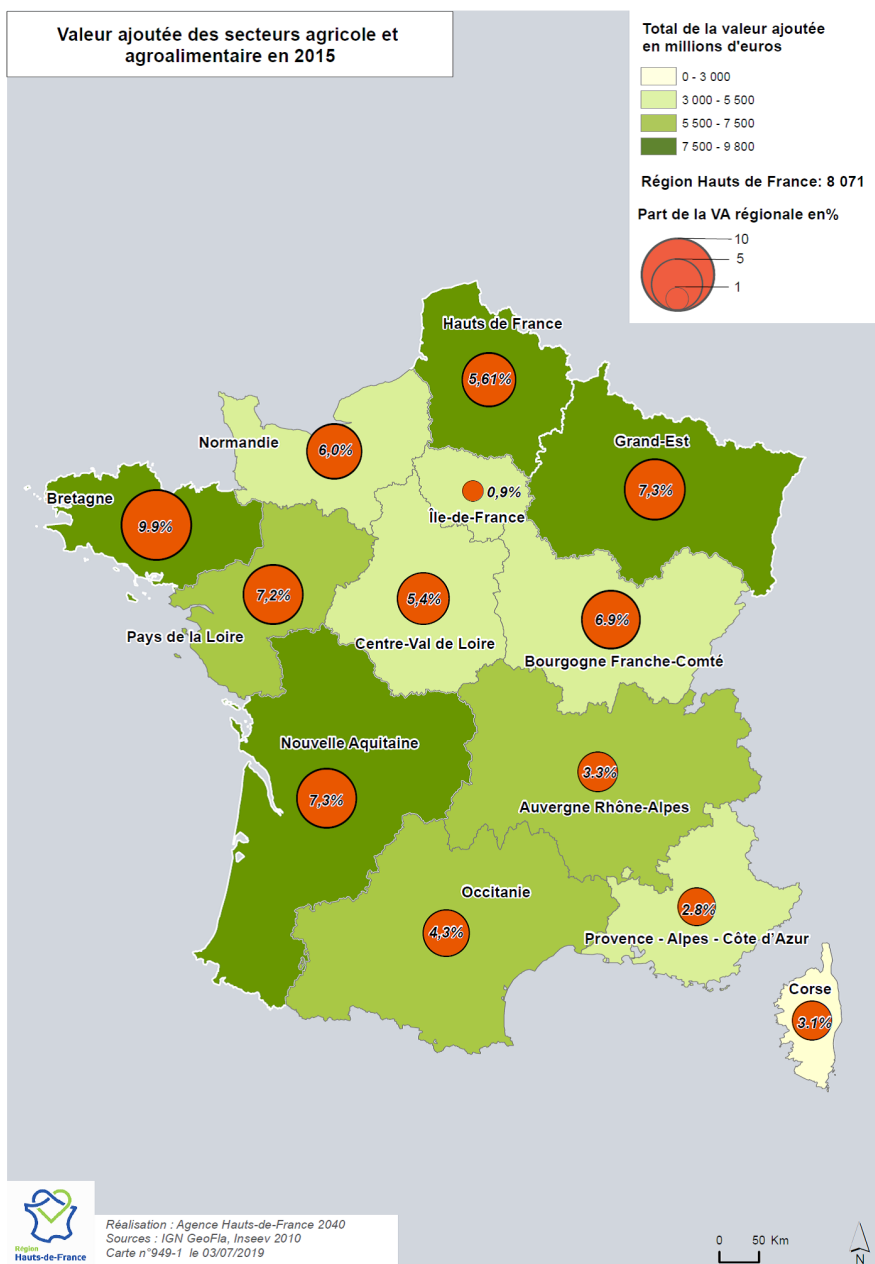 Valeur ajoutée des secteurs agricole et
agroalimentaire en 2015
Total de la valeur ajoutée
en millions d'euros
0 - 3 000
3 000 - 5 500
5 500 - 7 500
7 500 - 9 800
Région Hauts de France: 8 071
Part de la VA régionale en%
10
5
1
Hauts de France
5,61%
Normandie
6,0%
Grand-Est
7,3%
0,9%
Île-de-France
Bretagne
9.9%
7,2%
Pays de la Loire
5,4%
Centre-Val de Loire
6.9%
Bourgogne Franche-Comté
Nouvelle Aquitaine
7,3%
3.3%
Auvergne Rhône-Alpes
Occitanie
4,3%
2.8%
Provence - Alpes - Côte d'Azur
Corse
3.1%
Région
Hauts-de-France
Réalisation : Agence Hauts-de-France 2040
Sources : IGN GeoFla, Inseev 2010
Carte n°949-1 le 03/07/2019
0 50 Km
N